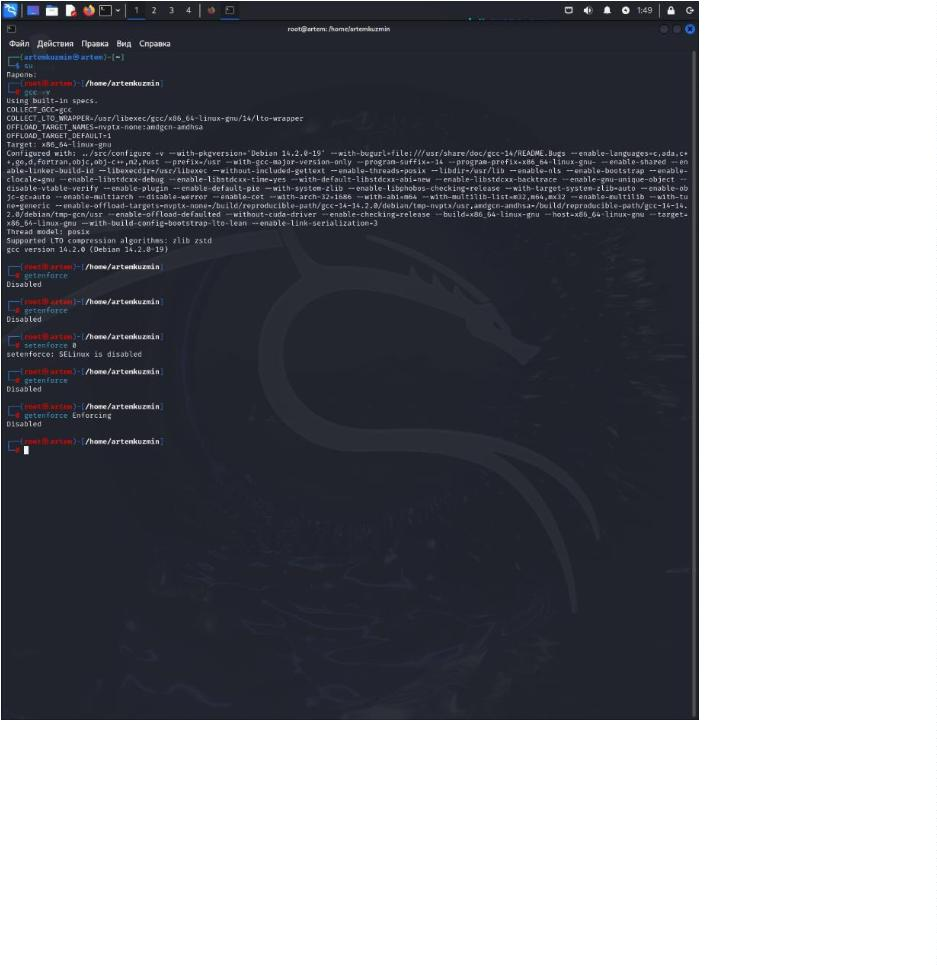 1 2 3 4 1:49
root@artem: /home/artemkuzmin
Файл Действия Правка Вид Справка
┌──(artemkuzmin㉿artem)-[~]
└─$ su
Пароль:
┌──(root㉿artem)-[/home/artemkuzmin]
└─# gcc -v
Using built-in specs.
COLLECT_GCC=gcc
COLLECT_LTO_WRAPPER=/usr/libexec/gcc/x86_64-linux-gnu/14/lto-wrapper
OFFLOAD_TARGET_NAMES=nvptx-none:amdgcn-amdhsa
OFFLOAD_TARGET_DEFAULT=1
Target: x86_64-linux-gnu
Configured with: ../src/configure -v --with-pkgversion='Debian 14.2.0-19' --with-bugurl=file:///usr/share/doc/gcc-14/README.Bugs --enable-languages=c,ada,c+
+,go,d,fortran,objc,obj-c++,m2,rust --prefix=/usr --with-gcc-major-version-only --program-suffix=-14 --program-prefix=x86_64-linux-gnu- --enable-shared --en
able-linker-build-id --libexecdir=/usr/libexec --without-included-gettext --enable-threads=posix --libdir=/usr/lib --enable-nls --enable-bootstrap --enable-
clocale=gnu --enable-libstdcxx-debug --enable-libstdcxx-time=yes --with-default-libstdcxx-abi=new --enable-libstdcxx-backtrace --enable-gnu-unique-object --
disable-vtable-verify --enable-plugin --enable-default-pie --with-system-zlib --enable-libphobos-checking=release --with-target-system-zlib=auto --enable-ob
jc-gc=auto --enable-multiarch --disable-werror --enable-cet --with-arch-32=i686 --with-abi=m64 --with-multilib-list=m32,m64,mx32 --enable-multilib --with-tu
ne=generic --enable-offload-targets=nvptx-none=/build/reproducible-path/gcc-14-14.2.0/debian/tmp-nvptx/usr,amdgcn-amdhsa=/build/reproducible-path/gcc-14-14.
2.0/debian/tmp-gcn/usr --enable-offload-defaulted --without-cuda-driver --enable-checking=release --build=x86_64-linux-gnu --host=x86_64-linux-gnu --target=
x86_64-linux-gnu --with-build-config=bootstrap-lto-lean --enable-link-serialization=3
Thread model: posix
Supported LTO compression algorithms: zlib zstd
gcc version 14.2.0 (Debian 14.2.0-19)
┌──(root㉿artem)-[/home/artemkuzmin]
└─# getenforce
Disabled
┌──(root㉿artem)-[/home/artemkuzmin]
└─# getenforce
Disabled
┌──(root㉿artem)-[/home/artemkuzmin]
└─# setenforce 0
setenforce: SELinux is disabled
┌──(root㉿artem)-[/home/artemkuzmin]
└─# getenforce
Disabled
┌──(root㉿artem)-[/home/artemkuzmin]
└─# getenforce Enforcing
Disabled
┌──(root㉿artem)-[/home/artemkuzmin]
└─#